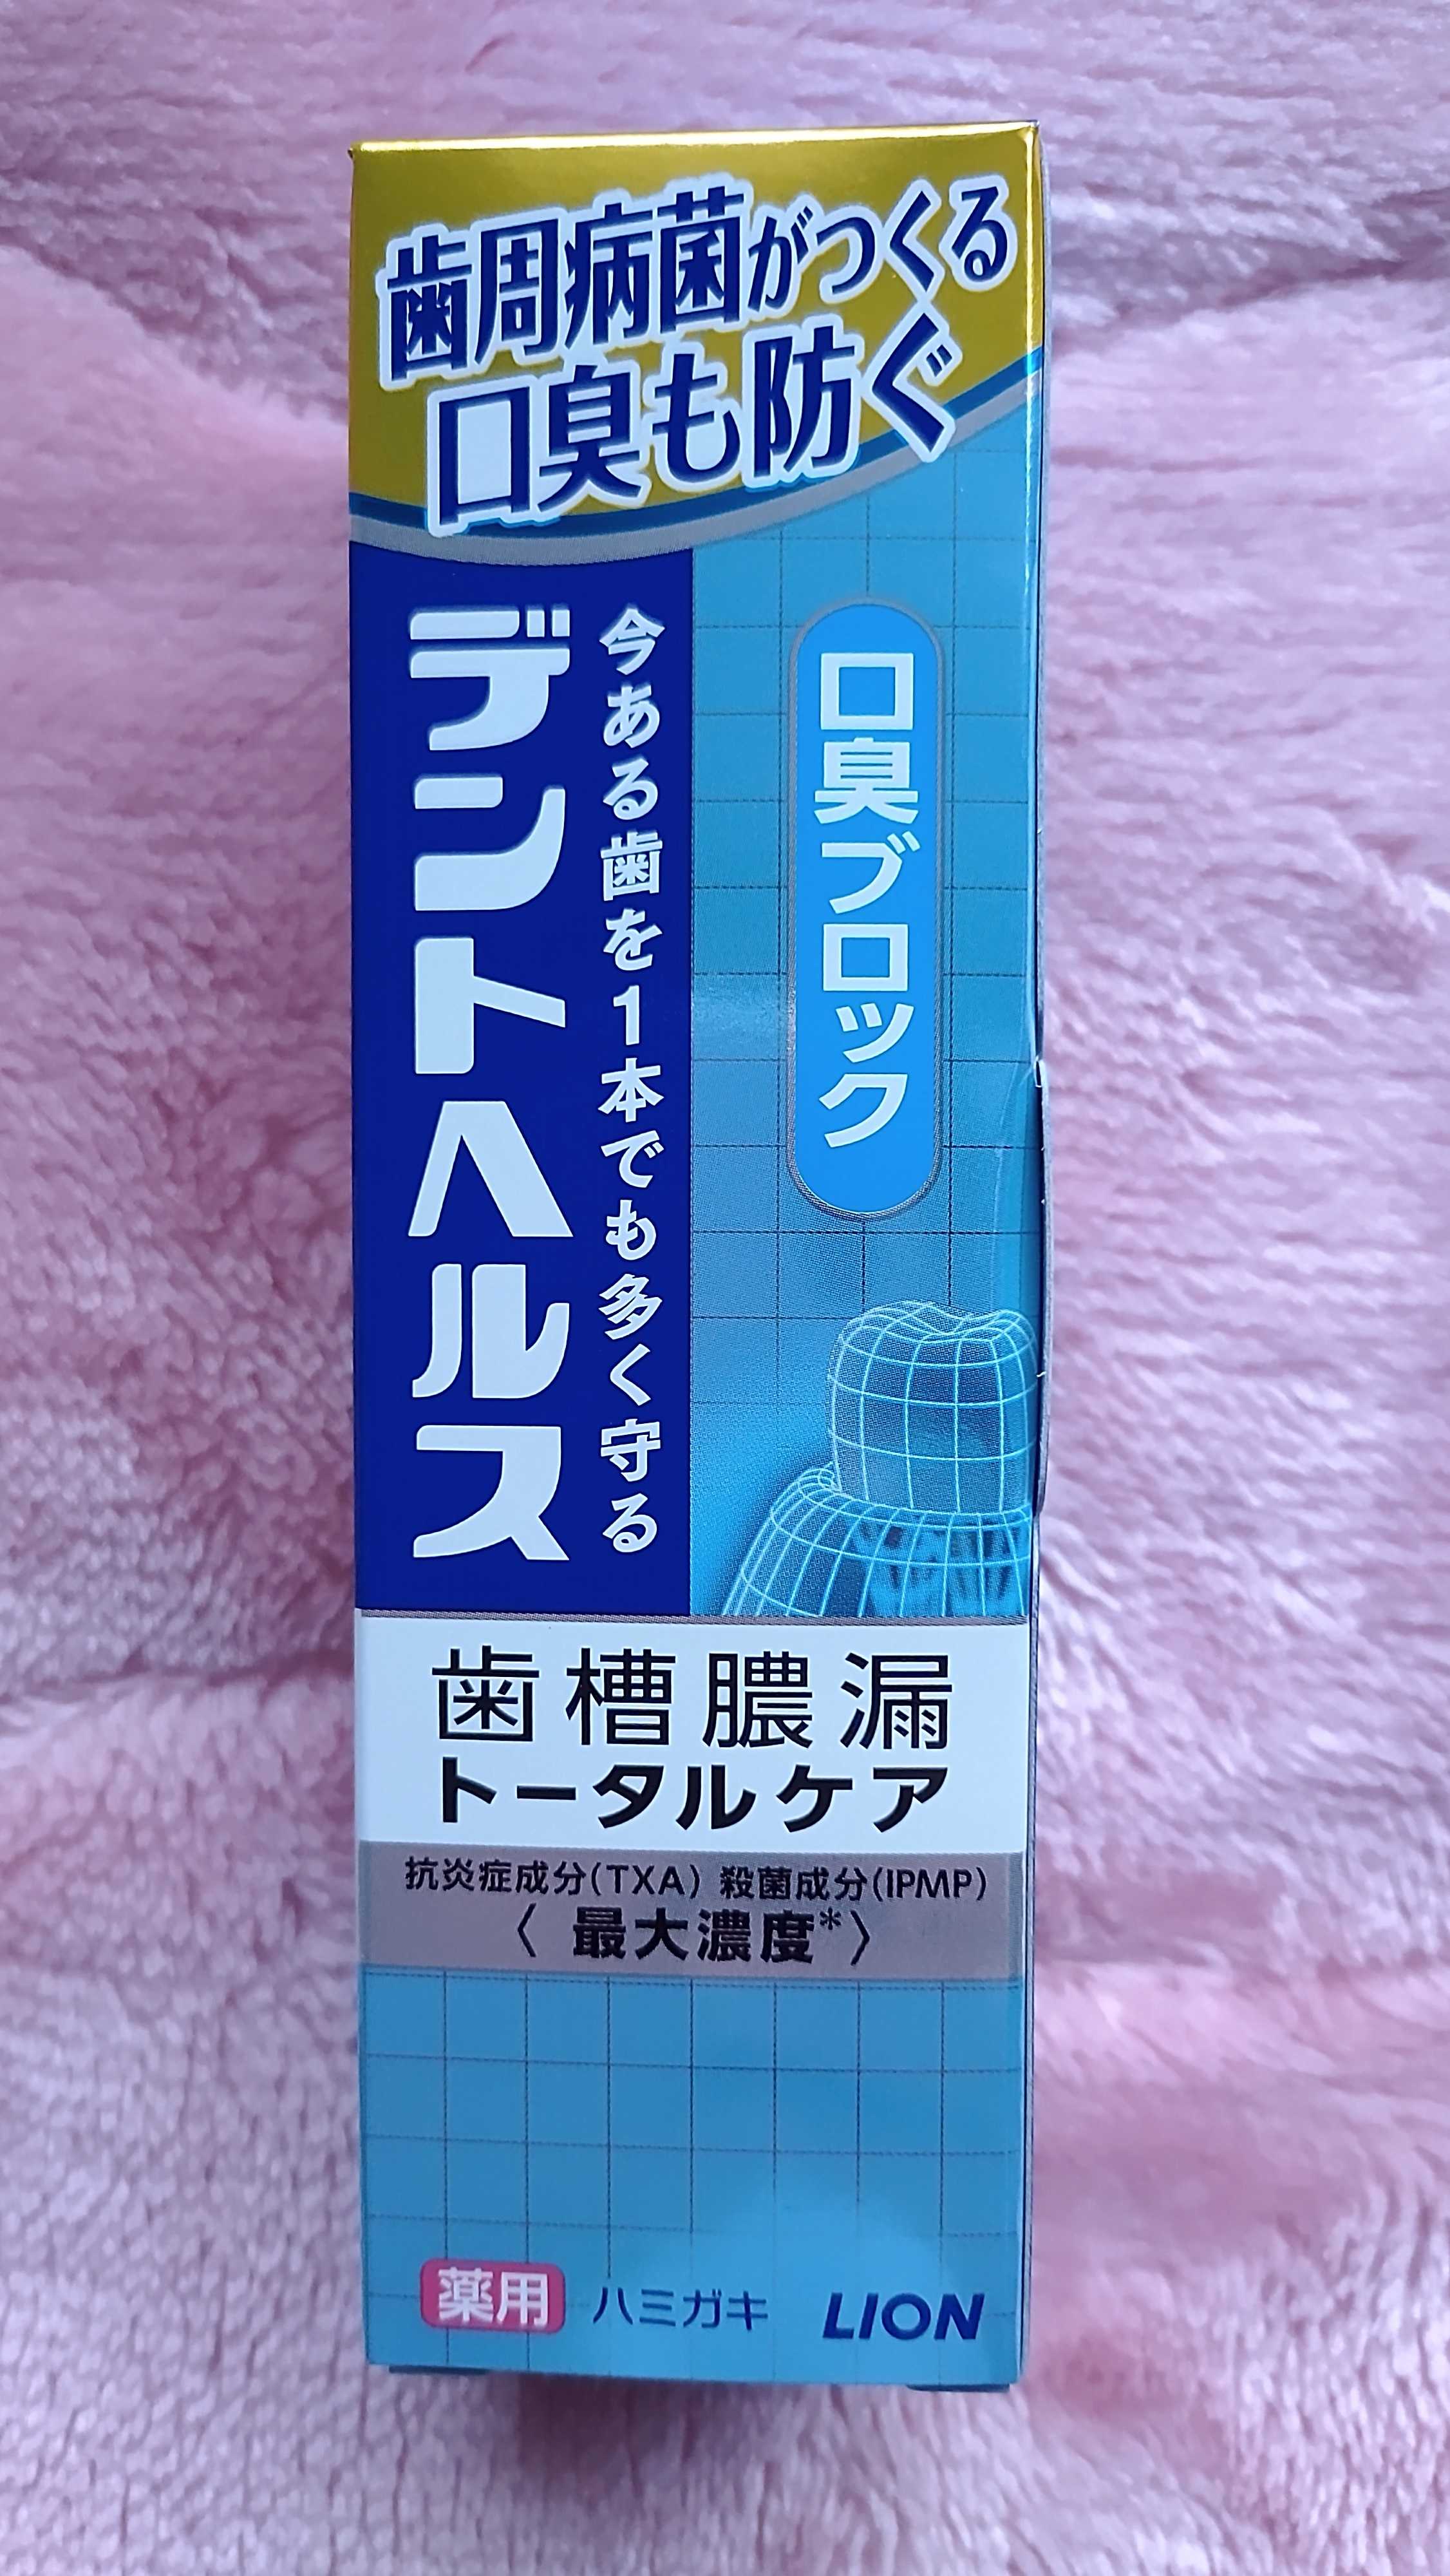 歯周病菌がつくる
口臭も防ぐ
口臭ブロック
今ある歯を1本でも多く守る
デントヘルス
歯槽膿漏
トータルケア
抗炎症成分(TXA) 殺菌成分(IPMP)
〈最大濃度*〉
薬用 ハミガキ LION